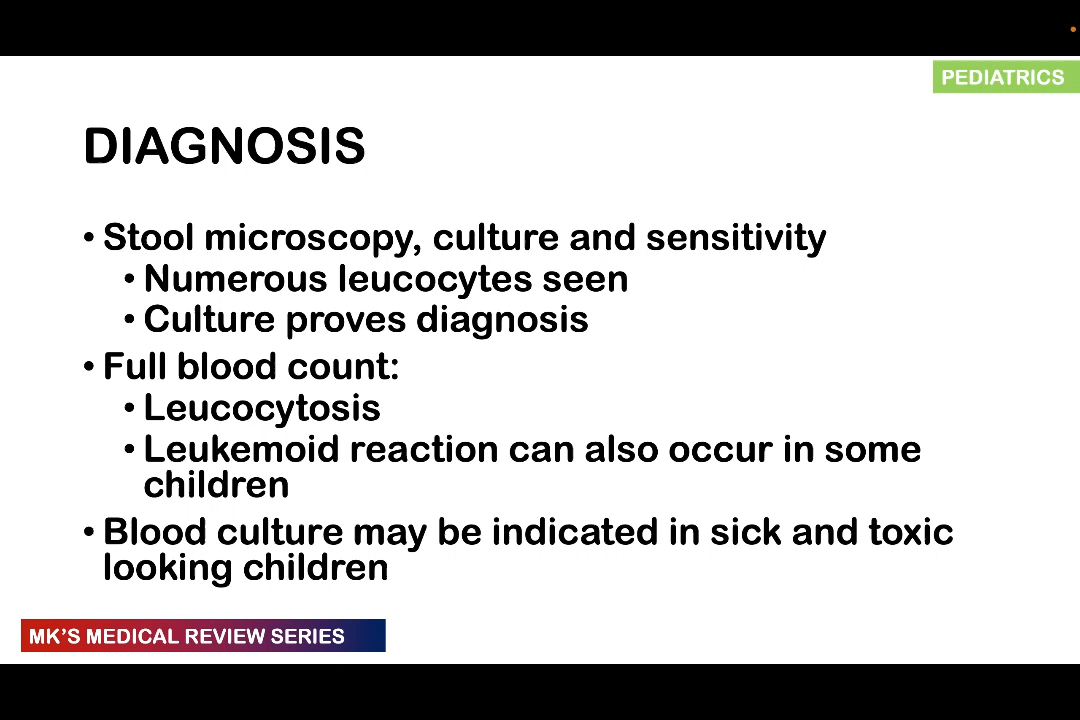 PEDIATRICS
DIAGNOSIS
• Stool microscopy, culture and sensitivity
• Numerous leucocytes seen
• Culture proves diagnosis
• Full blood count:
• Leucocytosis
• Leukemoid reaction can also occur in some
children
• Blood culture may be indicated in sick and toxic
looking children
MK'S MEDICAL REVIEW SERIES